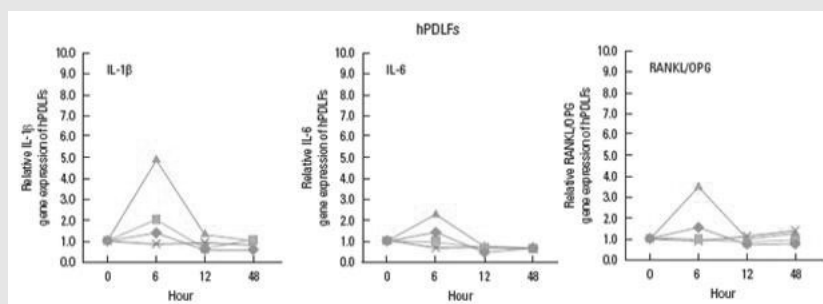 hPDLFs
IL-1β
Relative IL-1β
gene expression of hPDLFs
10.0
9.0
8.0
7.0
6.0
5.0
4.0
3.0
2.0
1.0
0.0
0 6 12 48
Hour
IL-6
Relative IL-6
gene expression of hPDLFs
10.0
9.0
8.0
7.0
6.0
5.0
4.0
3.0
2.0
1.0
0.0
0 6 12 48
Hour
RANKL/OPG
Relative RANKL/OPG
gene expression of hPDLFs
10.0
9.0
8.0
7.0
6.0
5.0
4.0
3.0
2.0
1.0
0.0
0 6 12 48
Hour